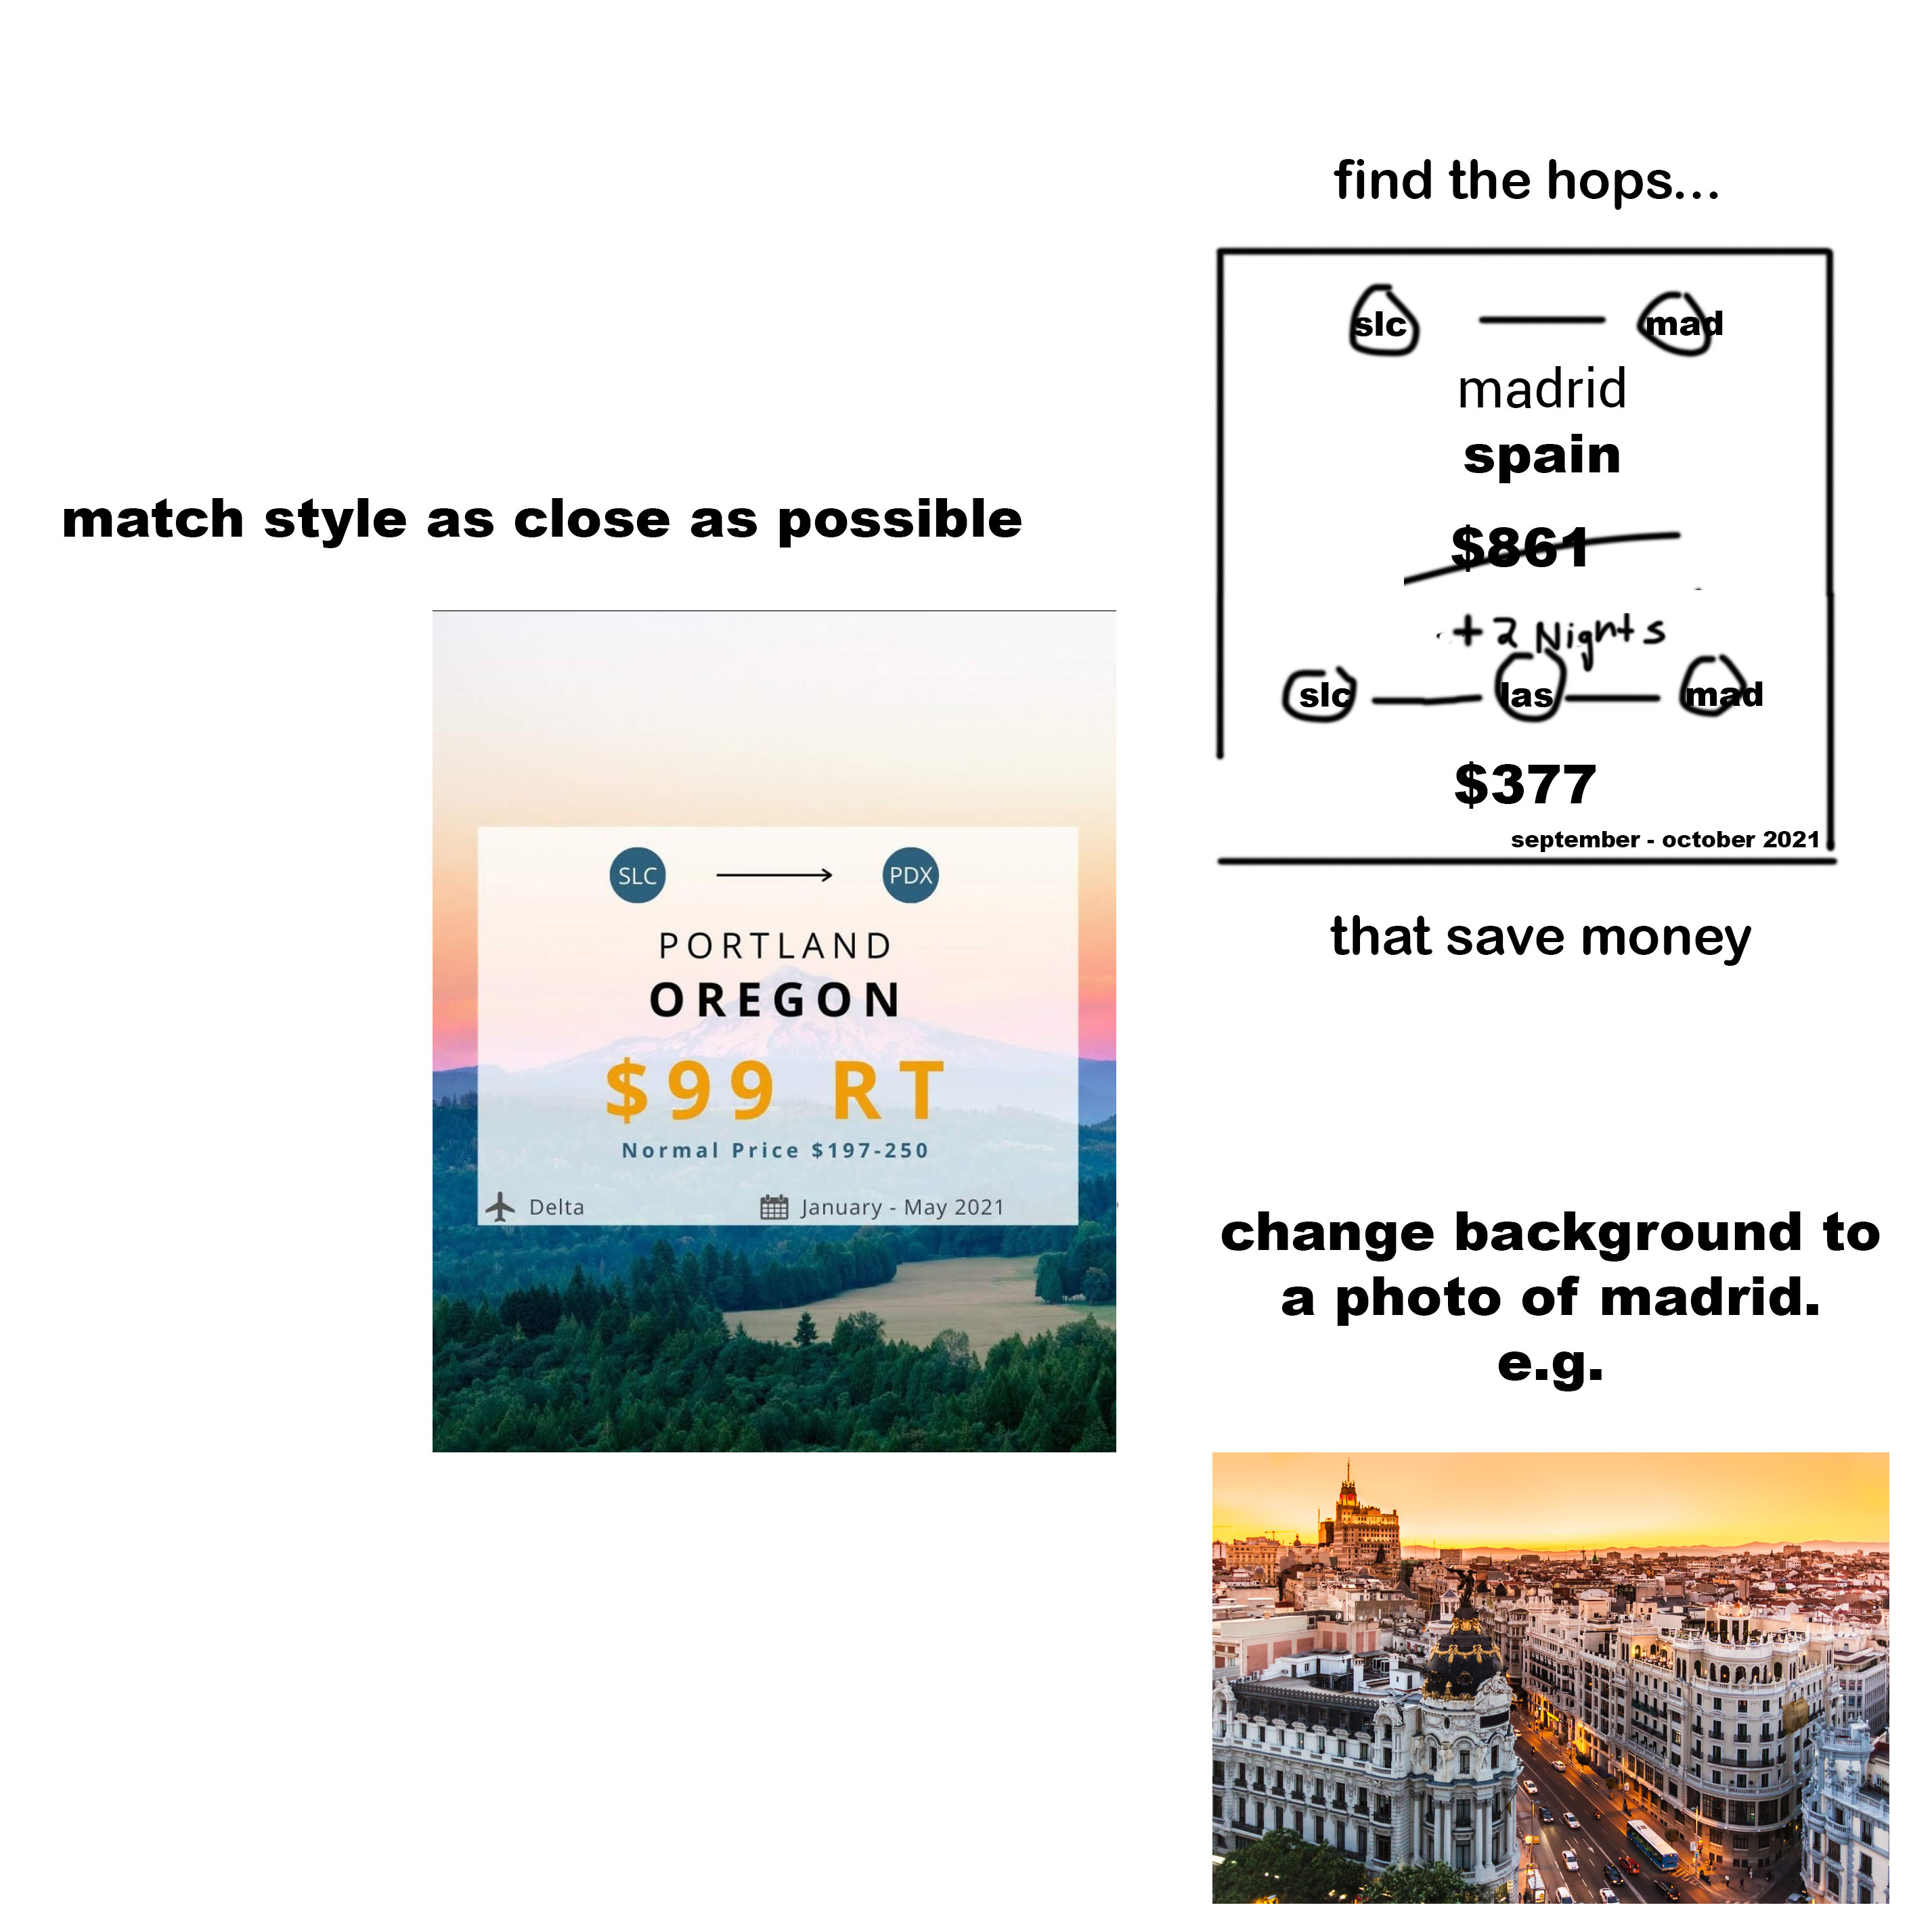 find the hops...
slc mad
madrid
spain
$861
+ 2 Nights
slc las mad
$377
september - october 2021
that save money
match style as close as possible
SLC PDX
PORTLAND
OREGON
$99 RT
Normal Price $197-250
Delta January - May 2021
change background to
a photo of madrid.
e.g.